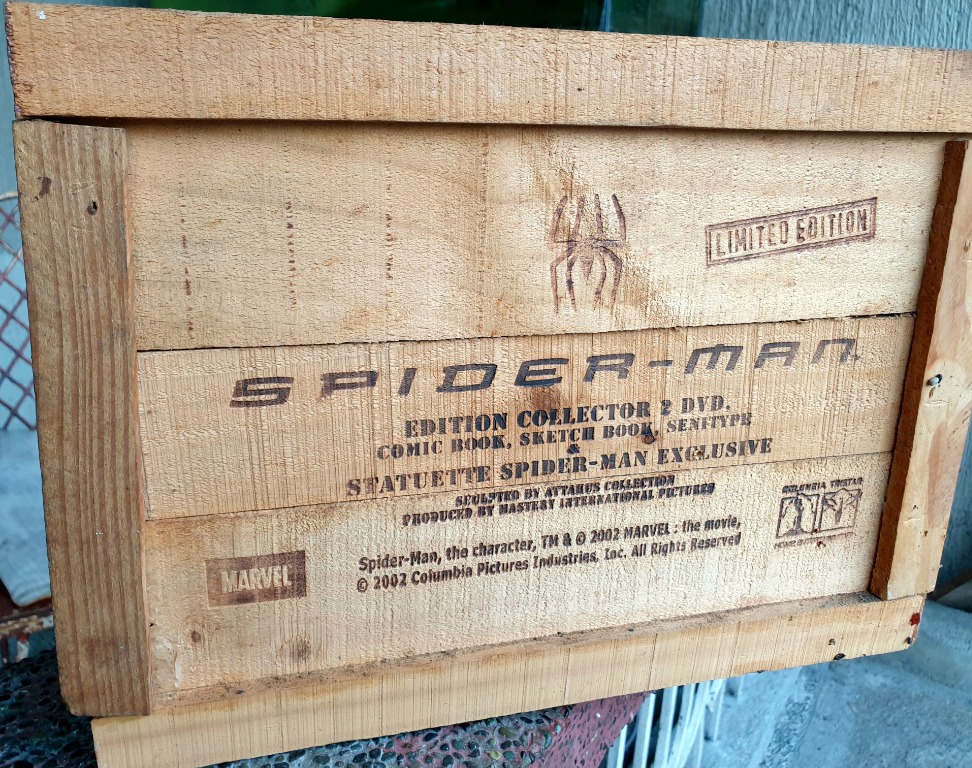 LIMITED EDITION
SPIDER-MAN
EDITION COLLECTOR 2 DVD,
COMIC BOOK, SKETCH BOOK, SENITYPE
&
STATUETTE SPIDER-MAN EXCLUSIVE
SCULPTED BY ATTAKUS COLLECTION
PRODUCED BY MASTERY INTERNATIONAL PICTURES
COLUMBIA TRISTAR
MARVEL
Spider-Man, the character, TM & © 2002 MARVEL : the movie,
© 2002 Columbia Pictures Industries, Inc. All Rights Reserved